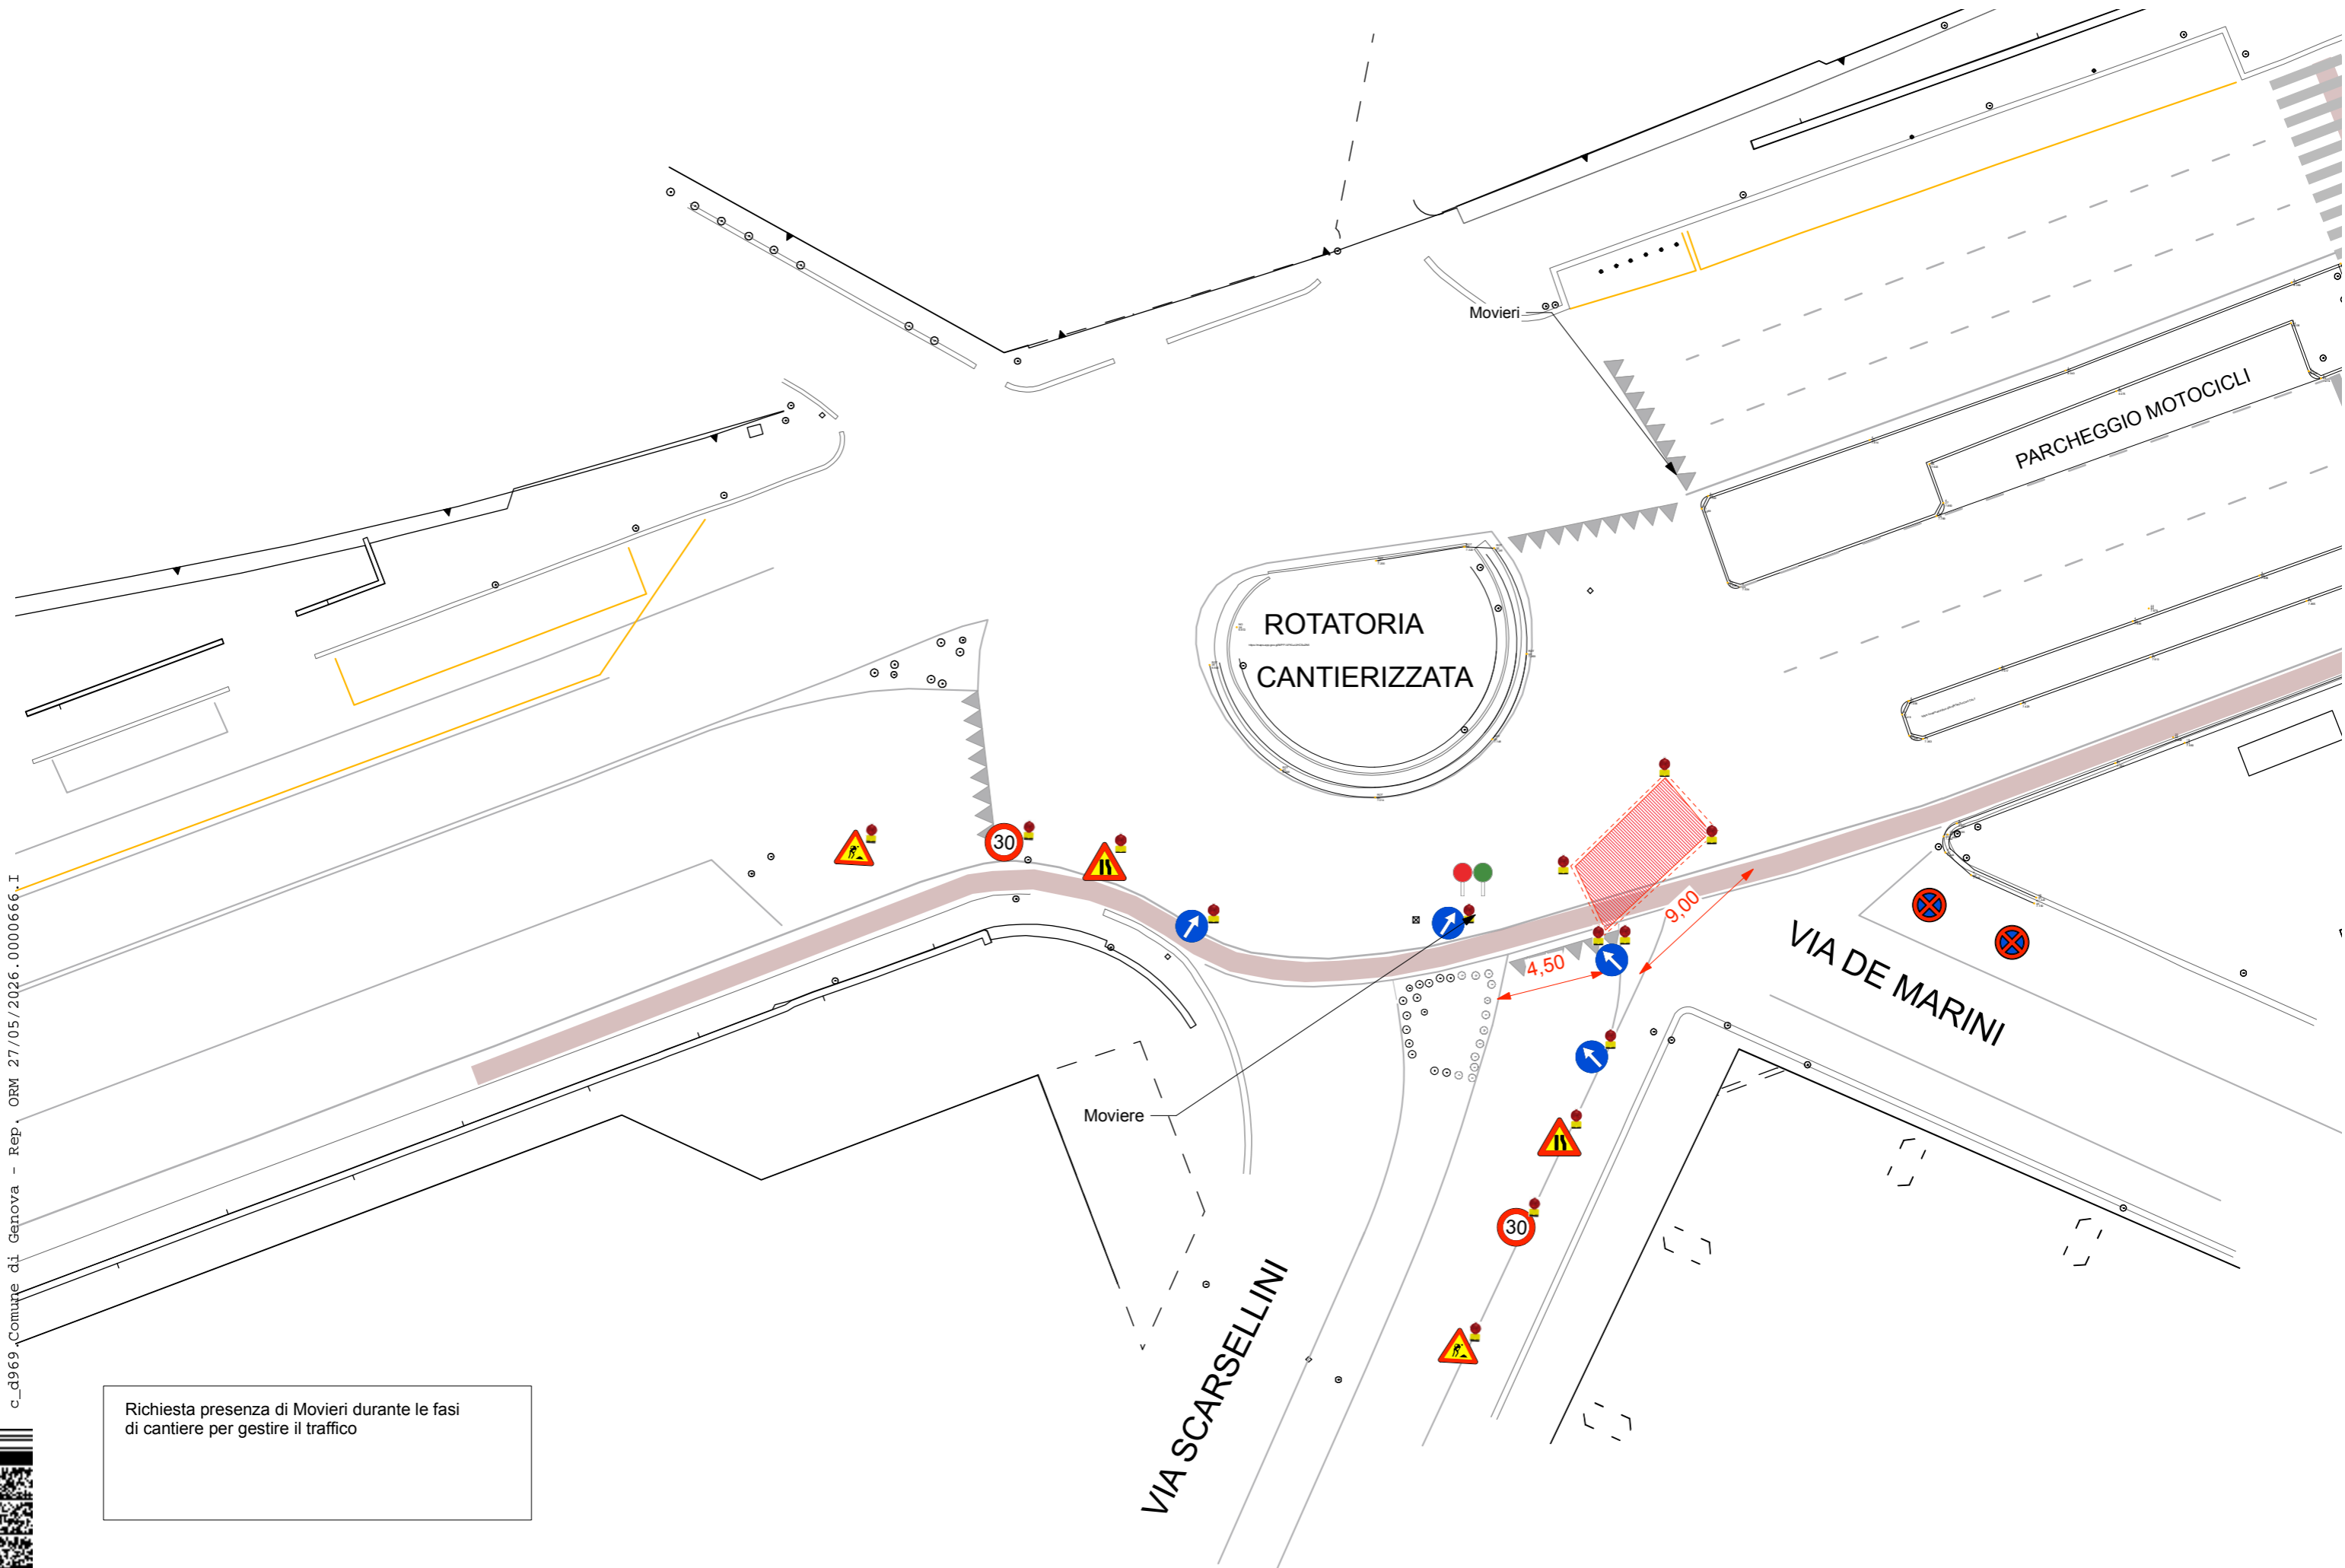 Movieri
PARCHEGGIO MOTOCICLI
ROTATORIA
CANTIERIZZATA
30
9,00
4,50
VIA DE MARINI
Moviere
30
VIA SCARSELLINI
Richiesta presenza di Movieri durante le fasi
di cantiere per gestire il traffico
c_d969.Comune di Genova - Rep. ORM 27/05/2026.0000666.I